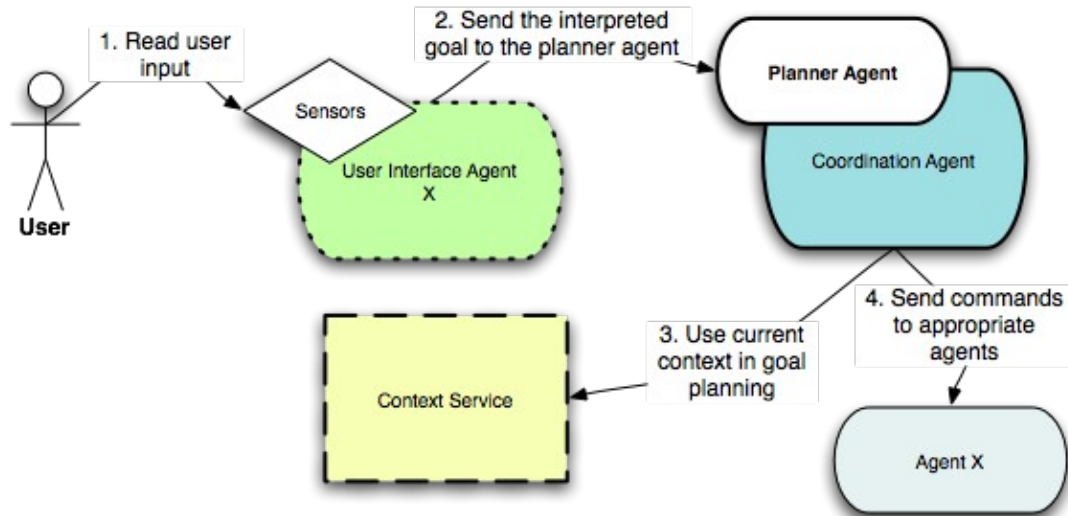 1. Read user
input
2. Send the interpreted
goal to the planner agent
Planner Agent
Sensors
User Interface Agent
X
Coordination Agent
User
3. Use current
context in goal
planning
4. Send commands
to appropriate
agents
Context Service
Agent X